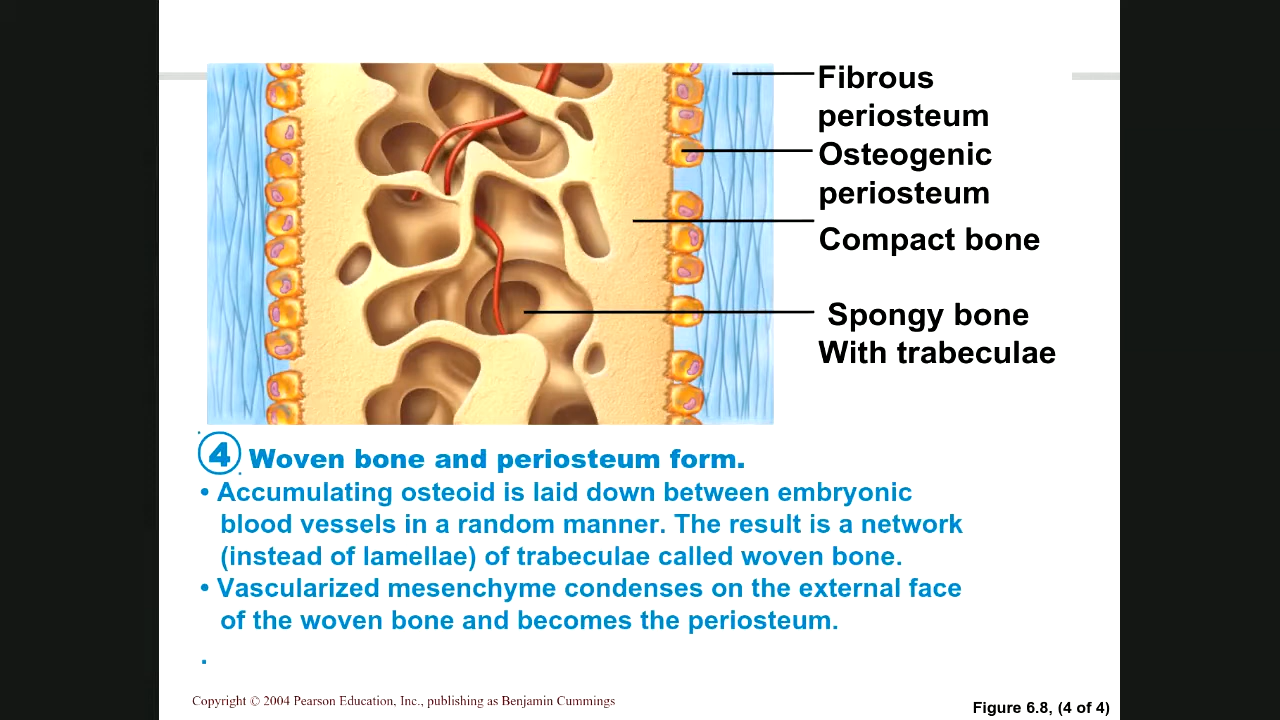 Fibrous
periosteum
Osteogenic
periosteum
Compact bone
Spongy bone
With trabeculae
4 Woven bone and periosteum form.
• Accumulating osteoid is laid down between embryonic
blood vessels in a random manner. The result is a network
(instead of lamellae) of trabeculae called woven bone.
• Vascularized mesenchyme condenses on the external face
of the woven bone and becomes the periosteum.
.
Copyright © 2004 Pearson Education, Inc., publishing as Benjamin Cummings
Figure 6.8, (4 of 4)